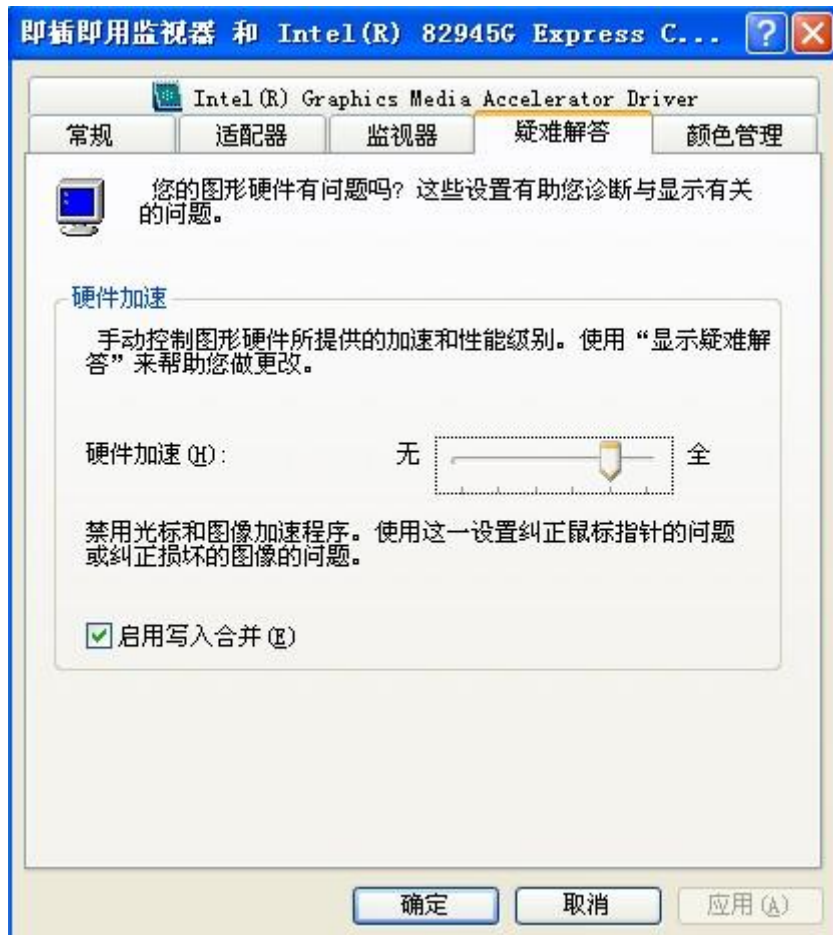 即插即用监视器 和 Intel(R) 82945G Express C...
Intel(R) Graphics Media Accelerator Driver
常规 适配器 监视器 疑难解答 颜色管理
您的图形硬件有问题吗? 这些设置有助您诊断与显示有关
的问题。
硬件加速
手动控制图形硬件所提供的加速和性能级别。使用“显示疑难解
答”来帮助您做更改。
硬件加速(H): 无 全
禁用光标和图像加速程序。使用这一设置纠正鼠标指针的问题
或纠正损坏的图像的问题。
启用写入合并(E)
确定 取消 应用(A)